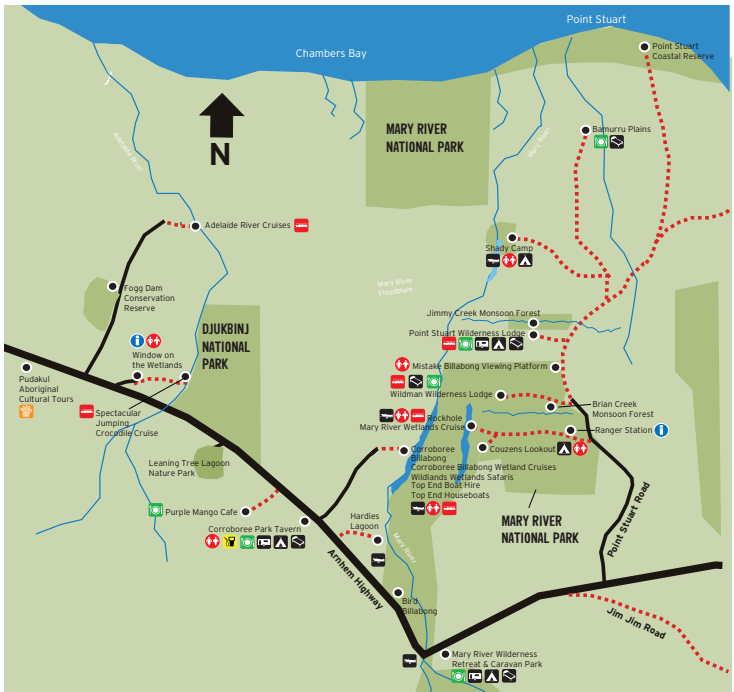 Point Stuart
Chambers Bay
Point Stuart
Coastal Reserve
MARY RIVER
NATIONAL PARK
Bamurru Plains
Adelaide River
Mary River
N
Adelaide River Cruises
Shady Camp
Fogg Dam
Conservation
Reserve
Mary River
Floodplain
Jimmy Creek Monsoon Forest
DJUKBINJ
NATIONAL
PARK
Point Stuart Wilderness Lodge
i
Window on
the Wetlands
Mistake Billabong Viewing Platform
Pudakul
Aboriginal
Cultural Tours
Wildman Wilderness Lodge
Brian Creek
Monsoon Forest
Spectacular
Jumping
Crocodile Cruise
Rockhole
Mary River Wetlands Cruise
Ranger Station
i
Couzens Lookout
Corroboree
Billabong
Corroboree Billabong Wetland Cruises
Wildlands Wetlands Safaris
Top End Boat Hire
Top End Houseboats
Leaning Tree Lagoon
Nature Park
Purple Mango Cafe
Corroboree Park Tavern
Hardies
Lagoon
MARY RIVER
NATIONAL PARK
Point Stuart Road
Mary River
Arnhem Highway
Bird
Billabong
Jim Jim Road
Mary River Wilderness
Retreat & Caravan Park